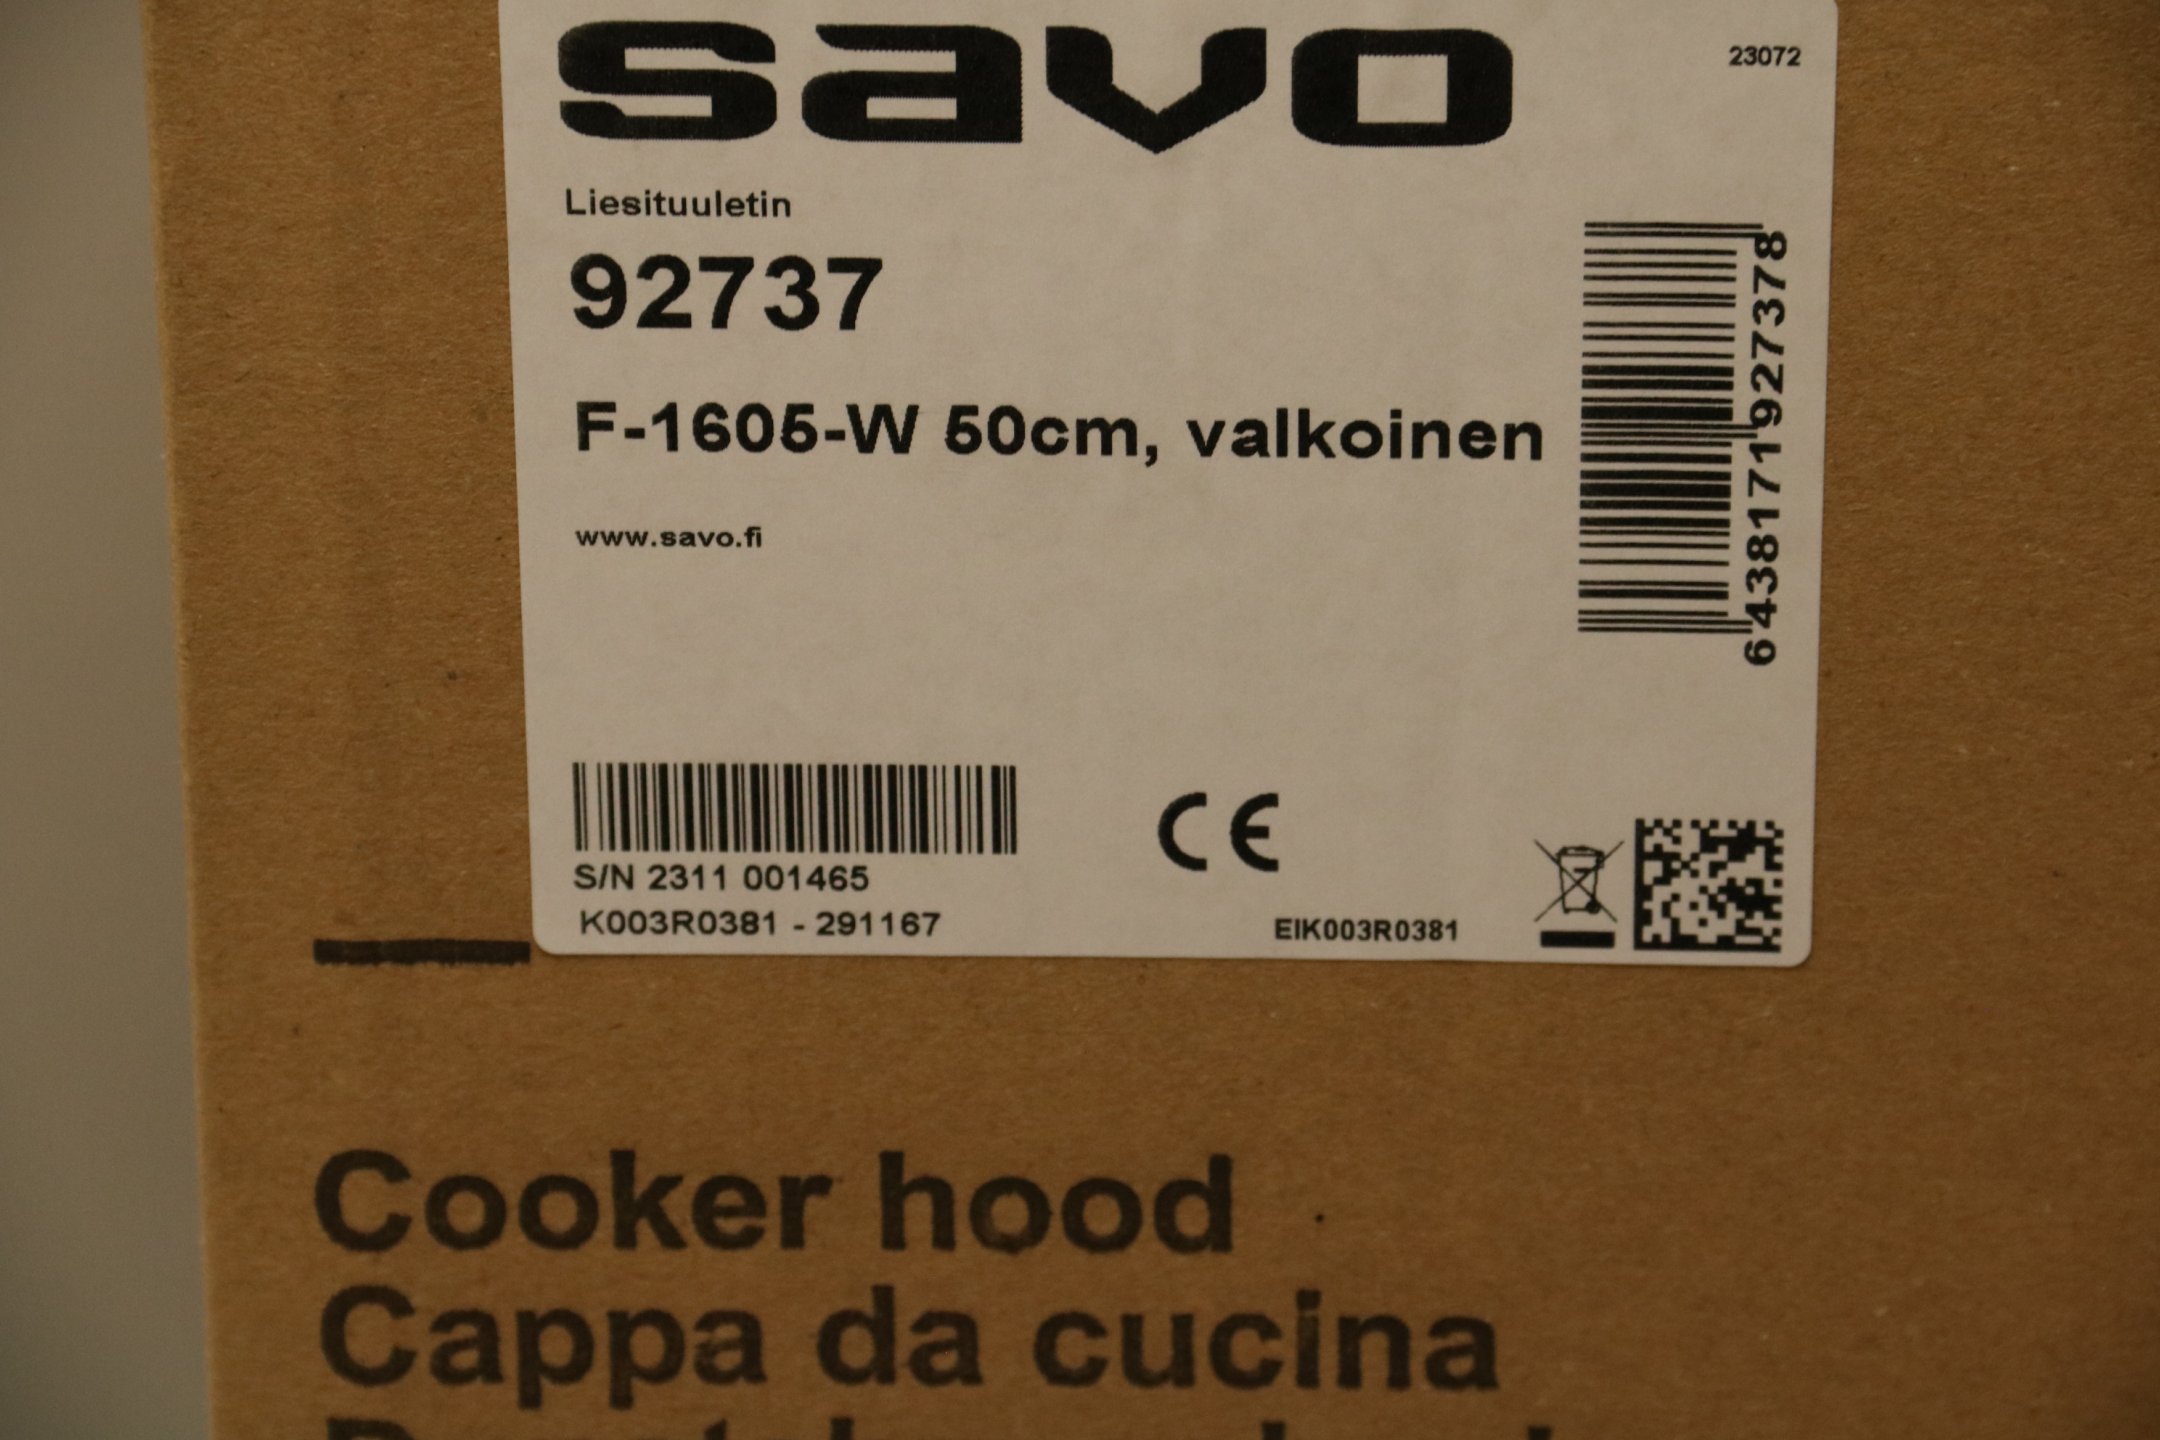 savo
23072
Liesituuletin
92737
F-1605-W 50cm, valkoinen
6438171927378
www.savo.fi
S/N 2311 001465
K003R0381 - 291167
CE
EIK003R0381
Cooker hood
Cappa da cucina